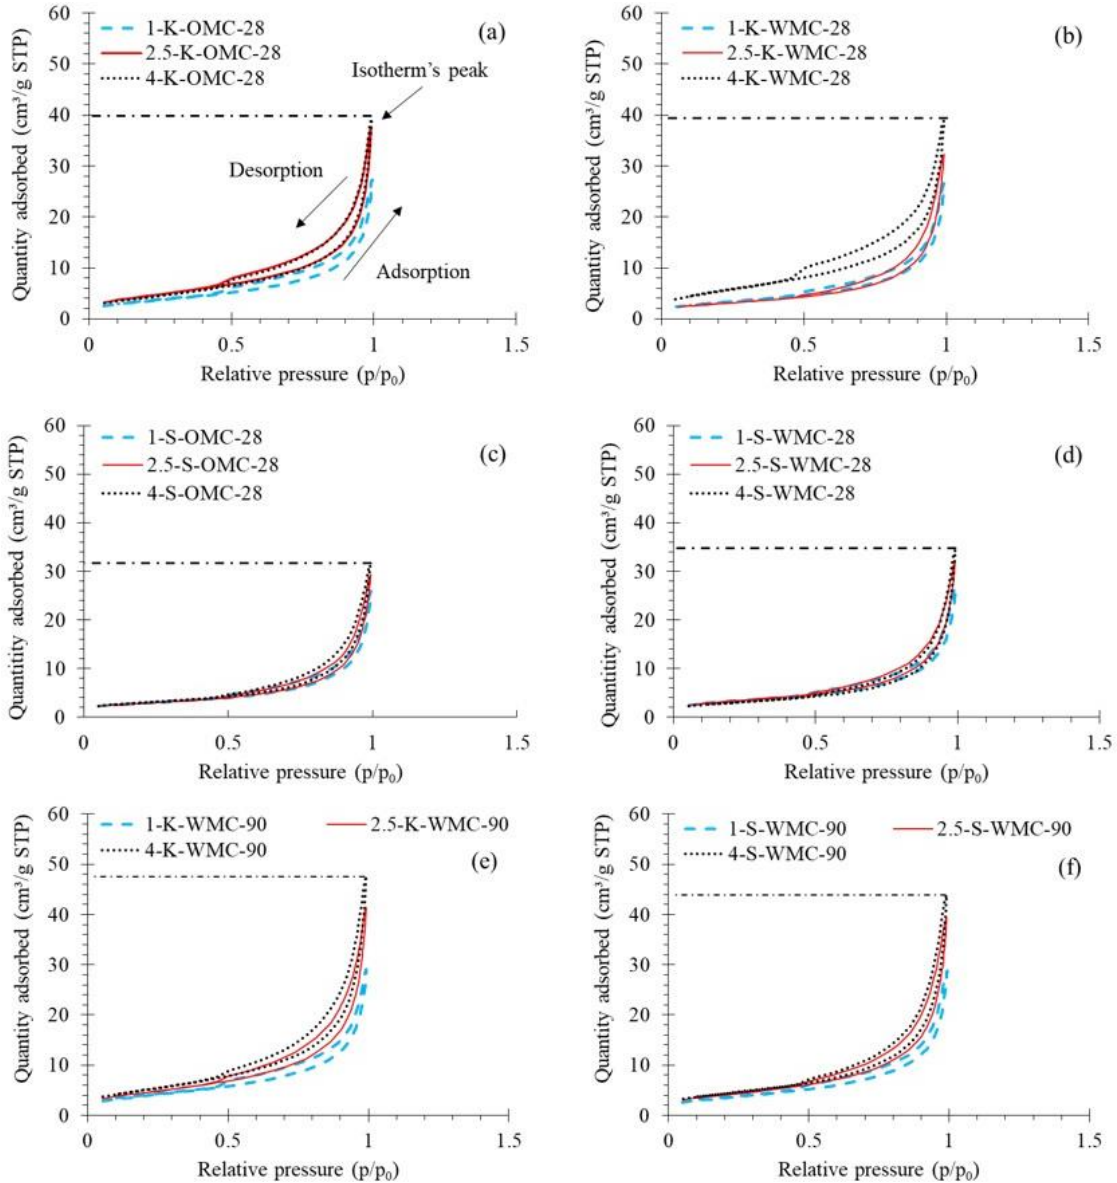 60
50
40
30
20
10
0
0
0.5
1
1.5
Quantity adsorbed (cm³/g STP)
Relative pressure (p/p₀)
1-K-OMC-28
2.5-K-OMC-28
4-K-OMC-28
(a)
Isotherm's peak
Desorption
Adsorption
60
50
40
30
20
10
0
0
0.5
1
1.5
Quantity adsorbed (cm³/g STP)
Relative pressure (p/p₀)
1-K-WMC-28
2.5-K-WMC-28
4-K-WMC-28
(b)
60
50
40
30
20
10
0
0
0.5
1
1.5
Quantitity adsorbed (cm³/g STP)
Relative pressure (p/p₀)
1-S-OMC-28
2.5-S-OMC-28
4-S-OMC-28
(c)
60
50
40
30
20
10
0
0
0.5
1
1.5
Quantity adsorbed (cm³/g STP)
Relative pressure (p/p₀)
1-S-WMC-28
2.5-S-WMC-28
4-S-WMC-28
(d)
60
50
40
30
20
10
0
0
0.5
1
1.5
Quantity adsorbed (cm³/g STP)
Relative pressure (p/p₀)
1-K-WMC-90
2.5-K-WMC-90
4-K-WMC-90
(e)
60
50
40
30
20
10
0
0
0.5
1
1.5
Quantity adsorbed (cm³/g STP)
Relative pressure (p/p₀)
1-S-WMC-90
2.5-S-WMC-90
4-S-WMC-90
(f)